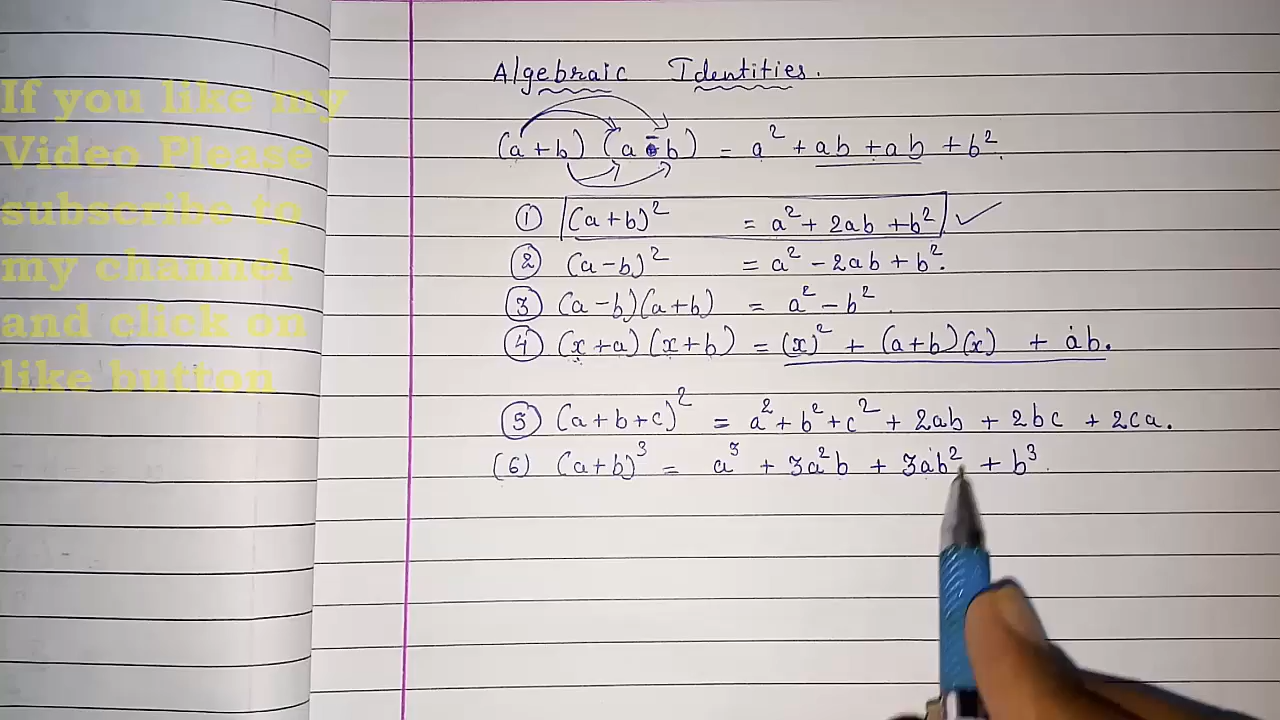 If you like my
Video Please
subscribe to
my channel
and click on
like button
Algebraic Identities.
(a+b) (a b) = a² + ab + ab + b²
① (a+b)² = a² + 2ab + b² ✓
② (a-b)² = a² - 2ab + b².
③ (a-b)(a+b) = a² - b².
④ (x+a)(x+b) = (x)² + (a+b)(x) + ab.
⑤ (a+b+c)² = a² + b² + c² + 2ab + 2bc + 2ca.
(6) (a+b)³ = a³ + 3a²b + 3ab² + b³